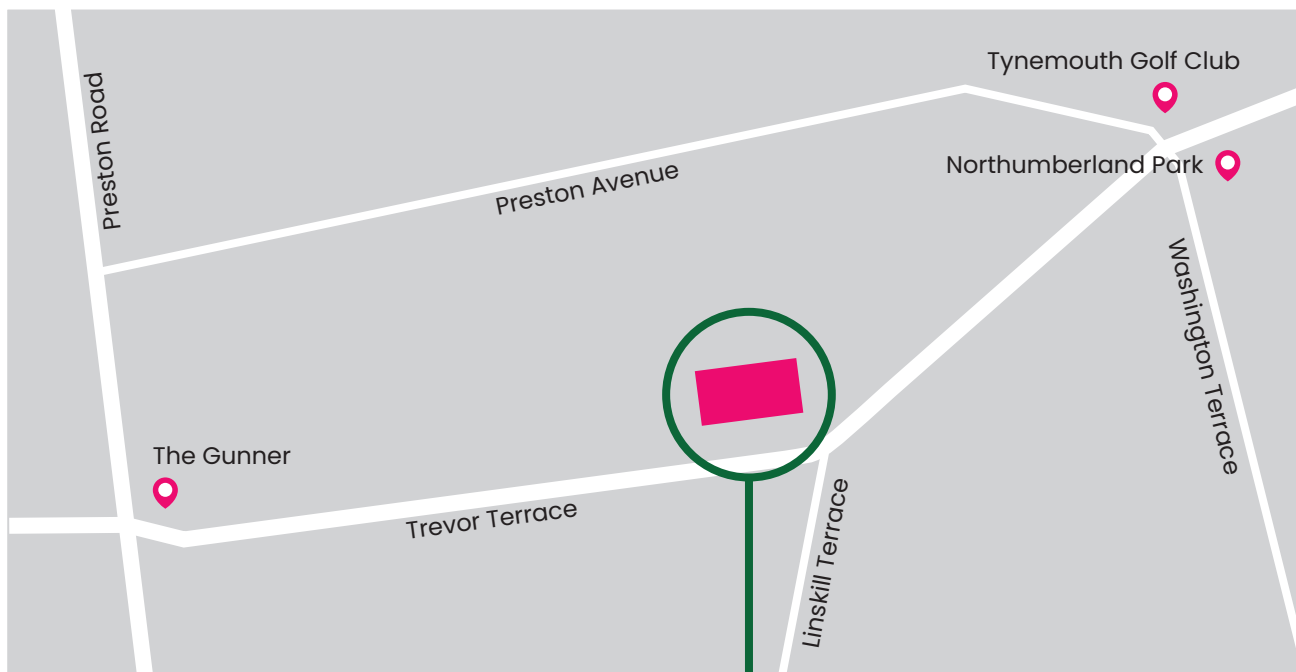 Tynemouth Golf Club
Preston Road
Northumberland Park
Preston Avenue
Washington Terrace
The Gunner
Trevor Terrace
Linskill Terrace